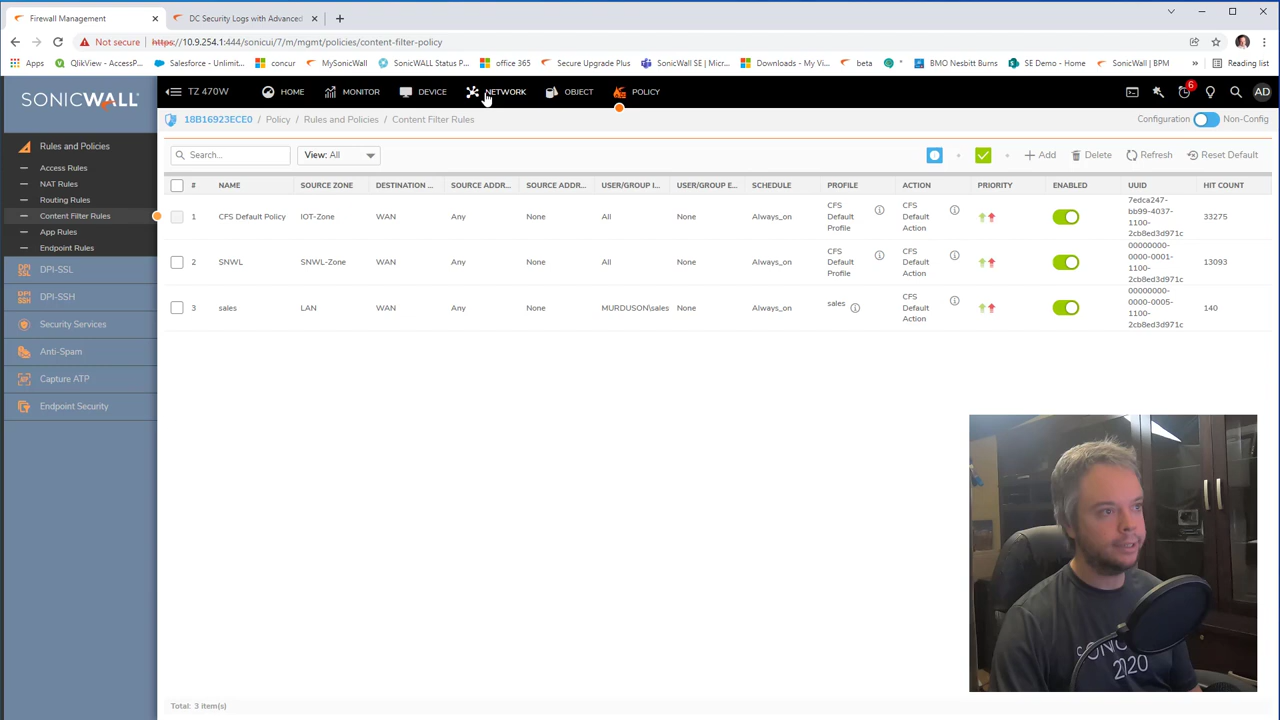 Firewall Management
DC Security Logs with Advanced
Not secure https://10.9.254.1:444/sonicui/7/m/mgmt/policies/content-filter-policy
Apps QlikView - AccessP... Salesforce - Unlimit... concur MySonicWall SonicWALL Status P... office 365 Secure Upgrade Plus SonicWall SE | Micr... Downloads - My Vi... beta BMO Nesbitt Burns SE Demo - Home SonicWALL | BPM Reading list
SONICWALL
TZ 470W HOME MONITOR DEVICE NETWORK OBJECT POLICY 6 AD
18B16923ECE0 / Policy / Rules and Policies / Content Filter Rules Configuration Non-Config
Rules and Policies
Access Rules
NAT Rules
Routing Rules
Content Filter Rules
App Rules
Endpoint Rules
DPI-SSL
DPI-SSH
Security Services
Anti-Spam
Capture ATP
Endpoint Security
Search... View: All Add Delete Refresh Reset Default
# NAME SOURCE ZONE DESTINATION ... SOURCE ADDR... SOURCE ADDR... USER/GROUP I... USER/GROUP E... SCHEDULE PROFILE ACTION PRIORITY ENABLED UUID HIT COUNT
1 CFS Default Policy IOT-Zone WAN Any None All None Always_on CFS Default Profile CFS Default Action 7edca247-bb99-4037-1100-2cb8ed3d971c 33275
2 SNWL SNWL-Zone WAN Any None All None Always_on CFS Default Profile CFS Default Action 00000000-0000-0001-1100-2cb8ed3d971c 13093
3 sales LAN WAN Any None MURDUSON\sales None Always_on sales CFS Default Action 00000000-0000-0005-1100-2cb8ed3d971c 140
2020
Total: 3 item(s)